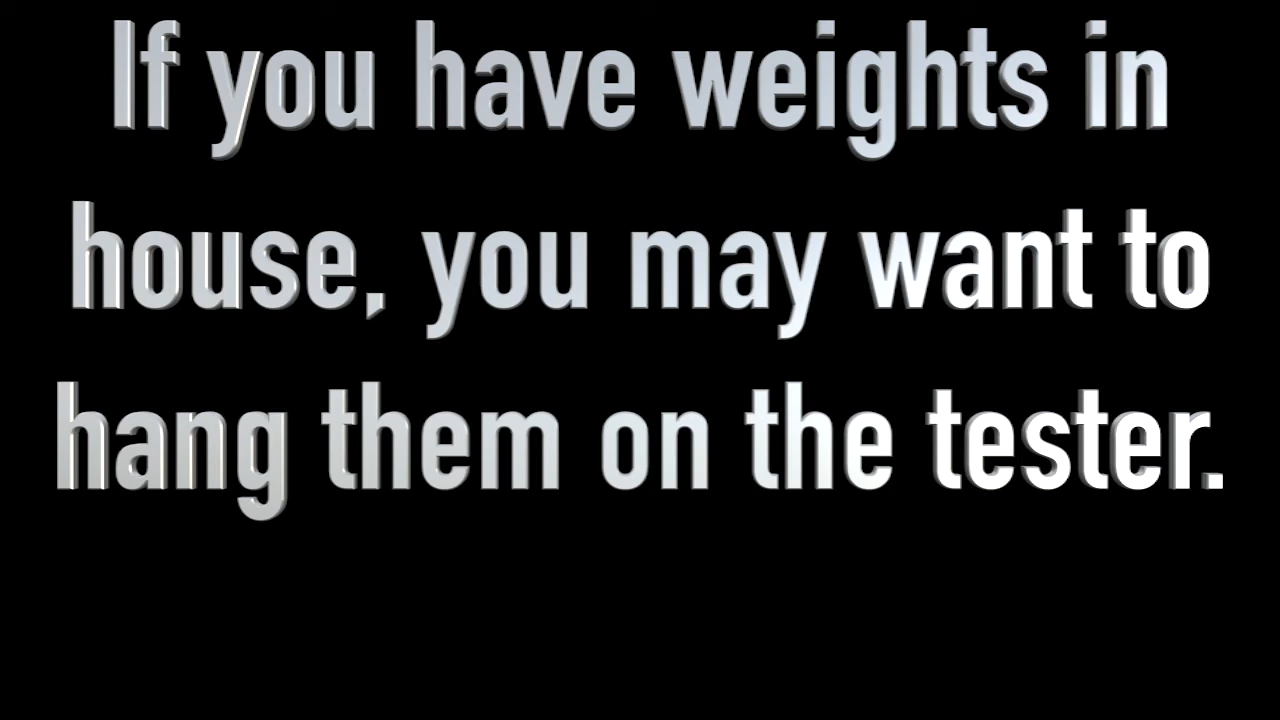 If you have weights in
house, you may want to
hang them on the tester.